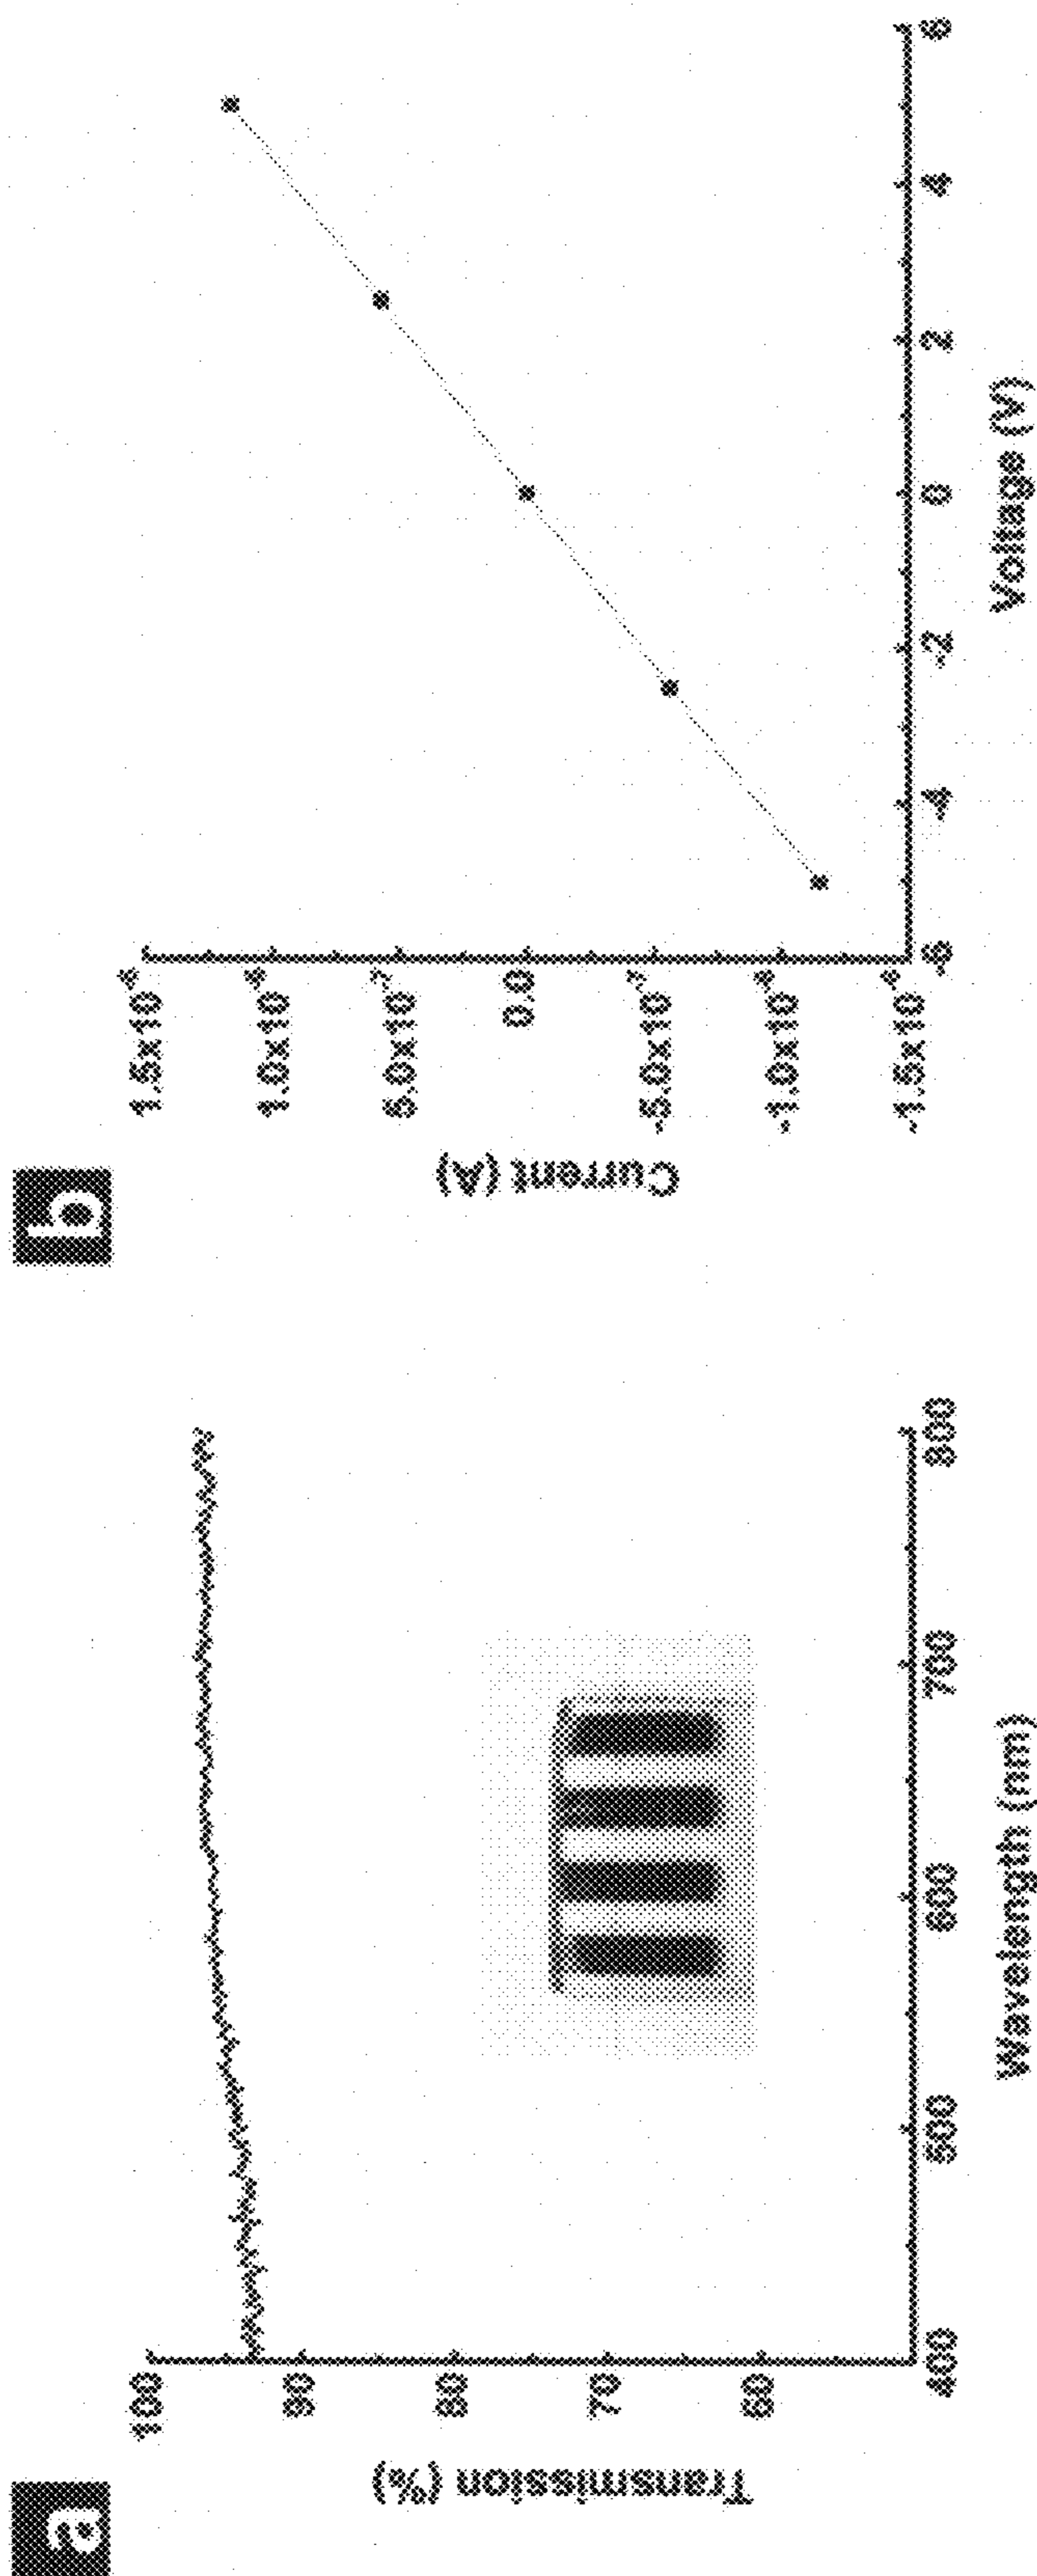 a
Transmission (%)
100
90
80
70
60
400 500 600 700 800
Wavelength (nm)
b
Current (A)
1.5x10⁻⁶
1.0x10⁻⁶
5.0x10⁻⁷
0.0
-5.0x10⁻⁷
-1.0x10⁻⁶
-1.5x10⁻⁶
-6 -4 -2 0 2 4 6
Voltage (V)